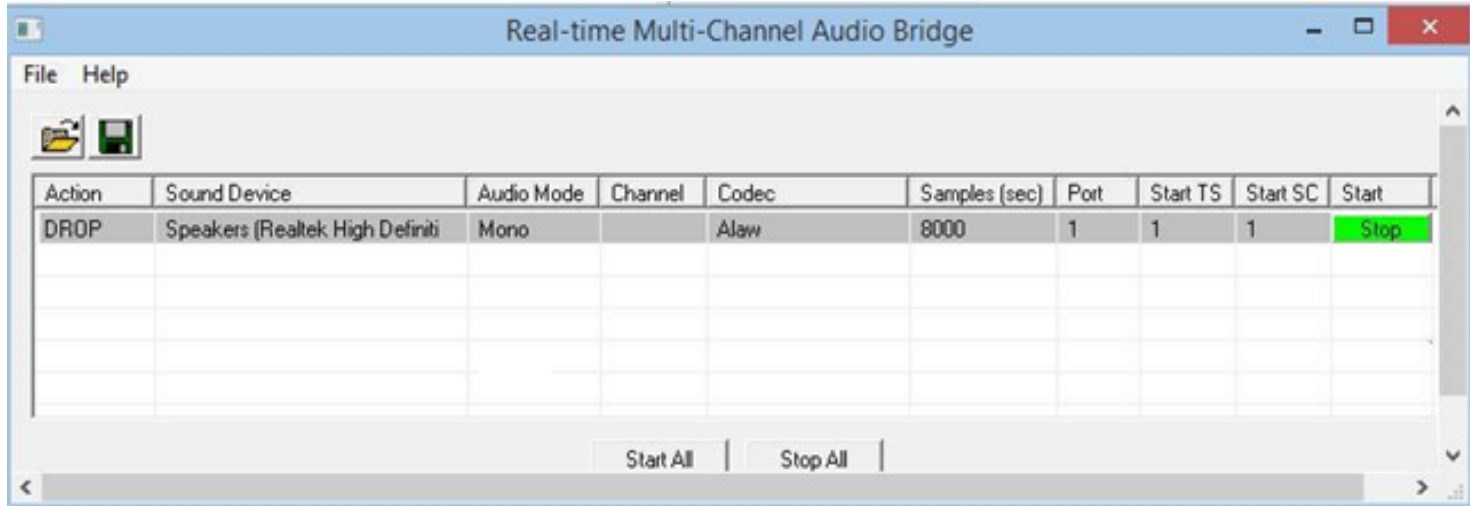 Real-time Multi-Channel Audio Bridge
File Help
Action Sound Device Audio Mode Channel Codec Samples (sec) Port Start TS Start SC Start
DROP Speakers (Realtek High Definiti Mono Alaw 8000 1 1 1 Stop
Start All Stop All